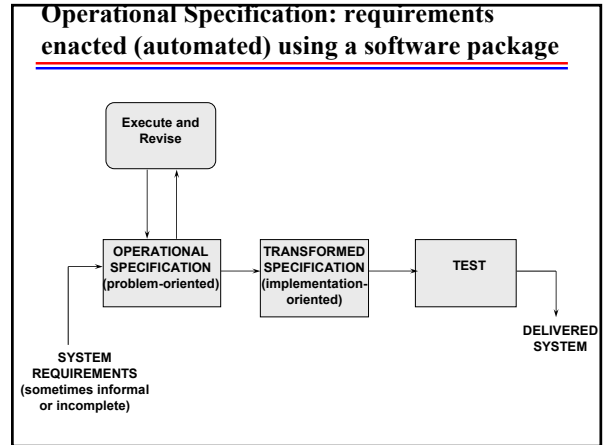 Operational Specification: requirements
enacted (automated) using a software package
Execute and
Revise
OPERATIONAL
SPECIFICATION
(problem-oriented)
TRANSFORMED
SPECIFICATION
(implementation-
oriented)
TEST
DELIVERED
SYSTEM
SYSTEM
REQUIREMENTS
(sometimes informal
or incomplete)